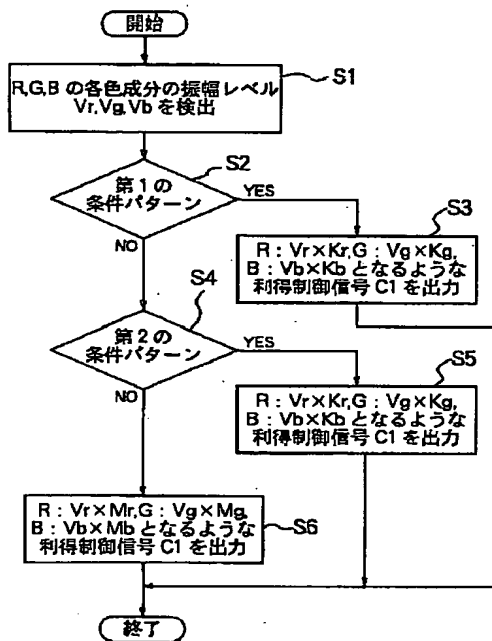 開始
R,G,B の各色成分の振幅レベル
Vr,Vg,Vb を検出
S1
S2
第1の
条件パターン
YES
NO
S3
R:Vr×Kr,G:Vg×Kg,
B:Vb×Kb となるような
利得制御信号 C1 を出力
S4
第2の
条件パターン
YES
NO
S5
R:Vr×Kr,G:Vg×Kg,
B:Vb×Kb となるような
利得制御信号 C1 を出力
R:Vr×Mr,G:Vg×Mg,
B:Vb×Mb となるような
利得制御信号 C1 を出力
S6
終了